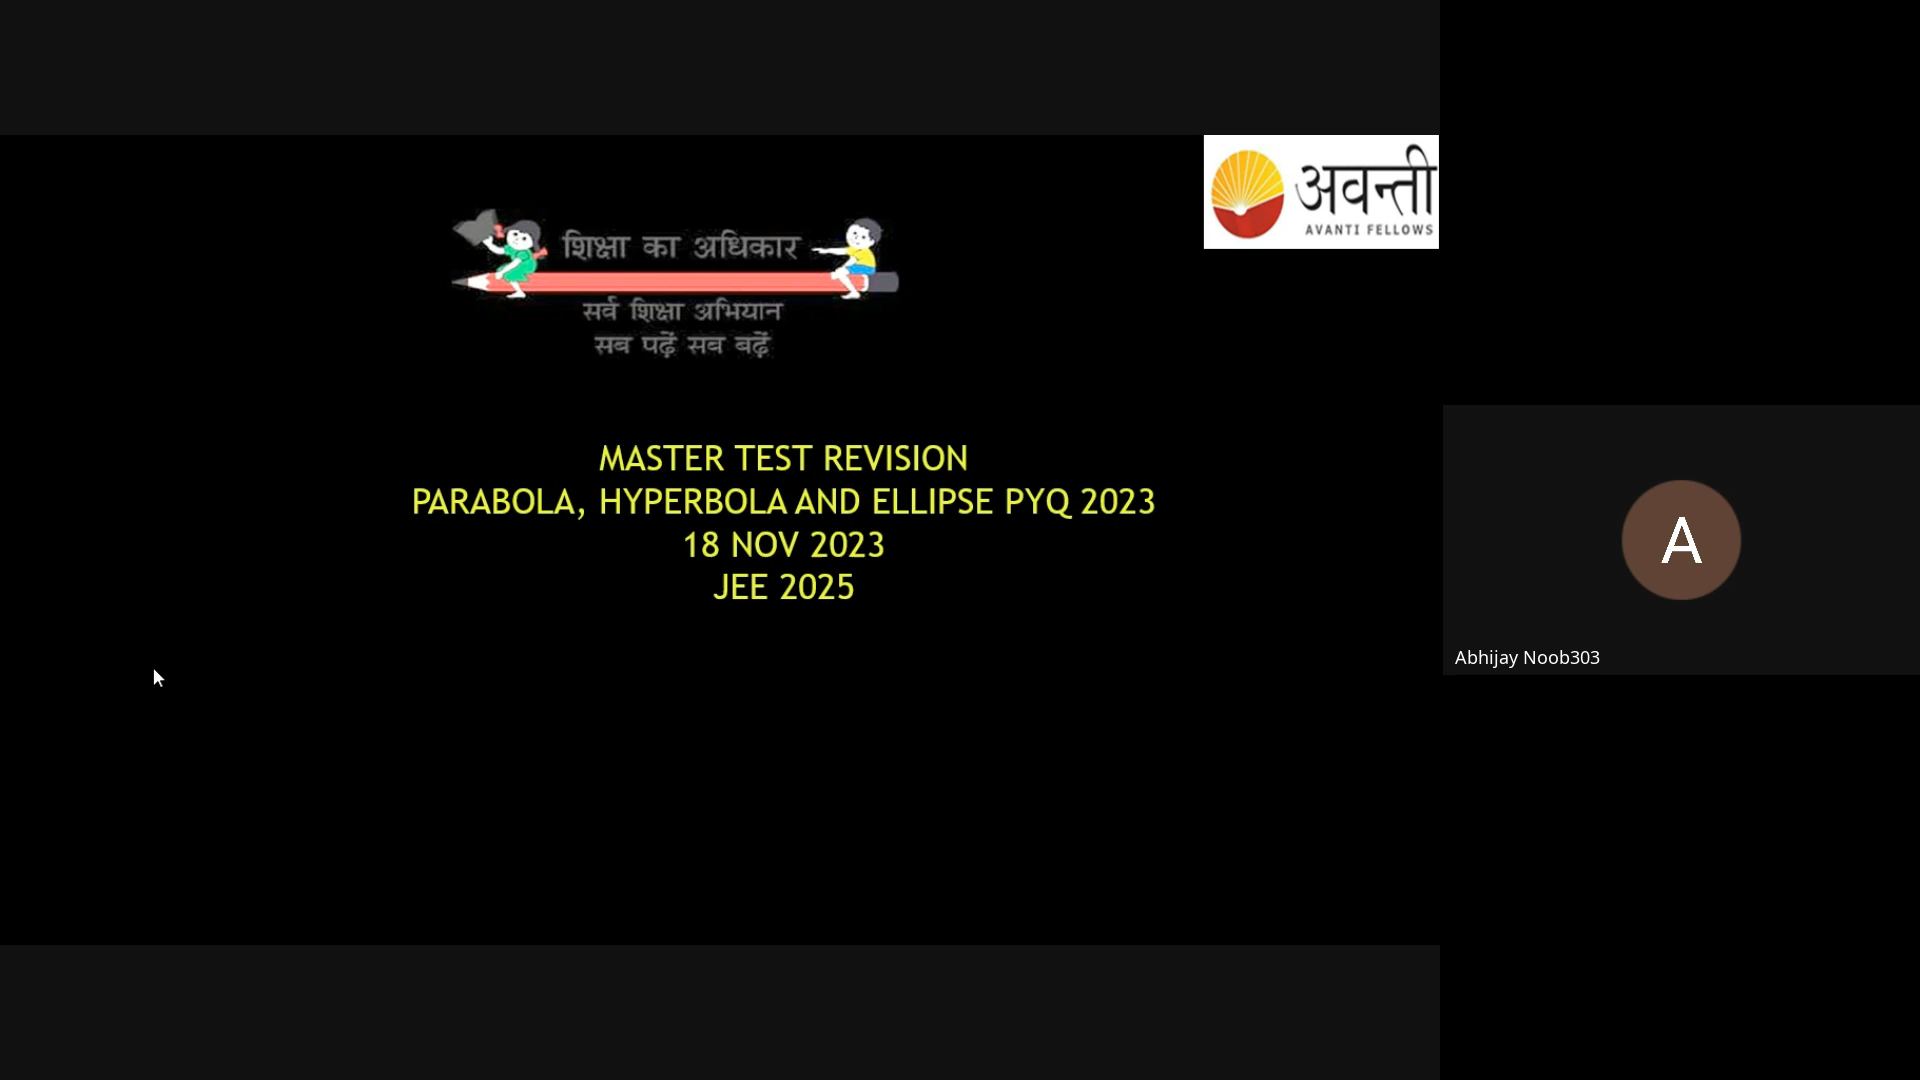 अवन्ती
AVANTI FELLOWS
शिक्षा का अधिकार
सर्व शिक्षा अभियान
सब पढ़ें सब बढ़ें
MASTER TEST REVISION
PARABOLA, HYPERBOLA AND ELLIPSE PYQ 2023
18 NOV 2023
JEE 2025
A
Abhijay Noob303